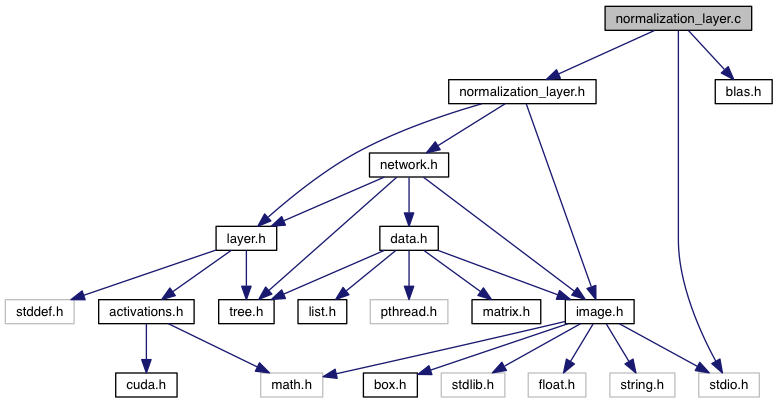 normalization_layer.c
normalization_layer.h
blas.h
network.h
layer.h
data.h
stddef.h
activations.h
tree.h
list.h
pthread.h
matrix.h
image.h
cuda.h
math.h
box.h
stdlib.h
float.h
string.h
stdio.h